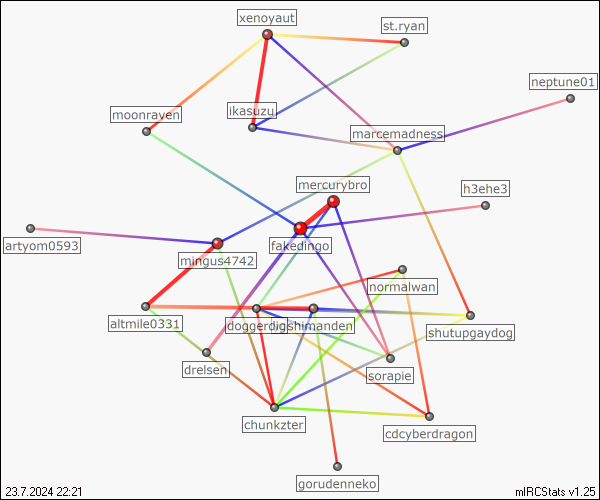 xenoyaut
st.ryan
neptune01
moonraven
ikasuzu
marcemadness
mercurybro
h3ehe3
artyom0593
fakedingo
mingus4742
normalwan
altmile0331
doggerdigshimanden
shutupgaydog
drelsen
sorapie
chunkzter
cdcyberdragon
gorudenneko
23.7.2024 22:21
mIRCStats v1.25